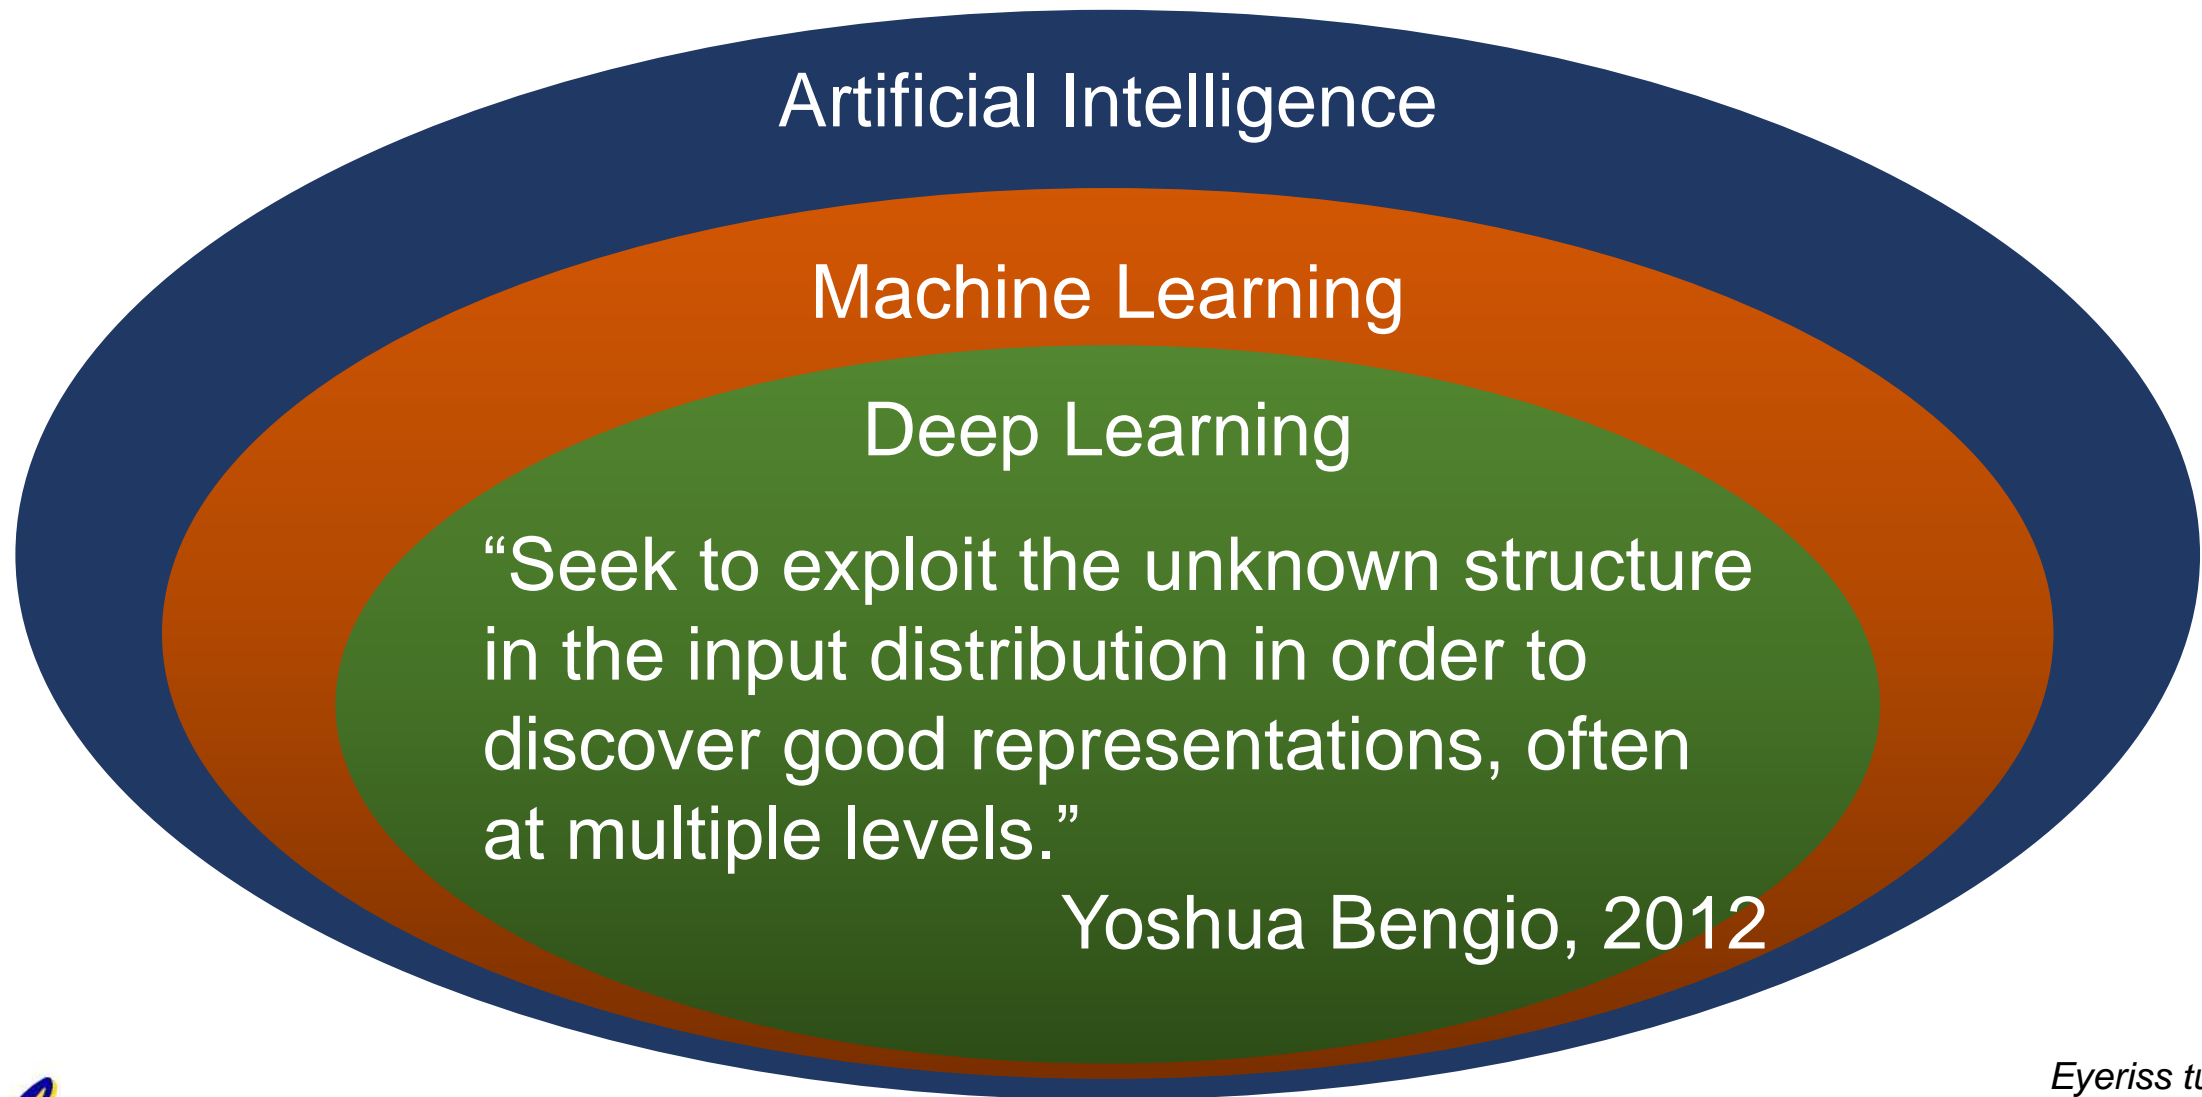 Artificial Intelligence
Machine Learning
Deep Learning
“Seek to exploit the unknown structure
in the input distribution in order to
discover good representations, often
at multiple levels.”
Yoshua Bengio, 2012
Eyeriss